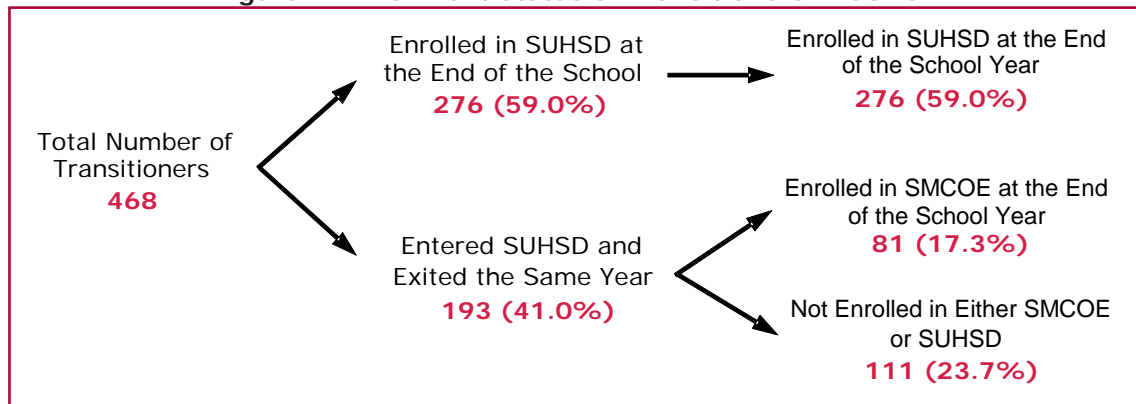 Total Number of
Transitioners
468
Enrolled in SUHSD at
the End of the School
276 (59.0%)
Enrolled in SUHSD at the End
of the School Year
276 (59.0%)
Entered SUHSD and
Exited the Same Year
193 (41.0%)
Enrolled in SMCOE at the End
of the School Year
81 (17.3%)
Not Enrolled in Either SMCOE
or SUHSD
111 (23.7%)